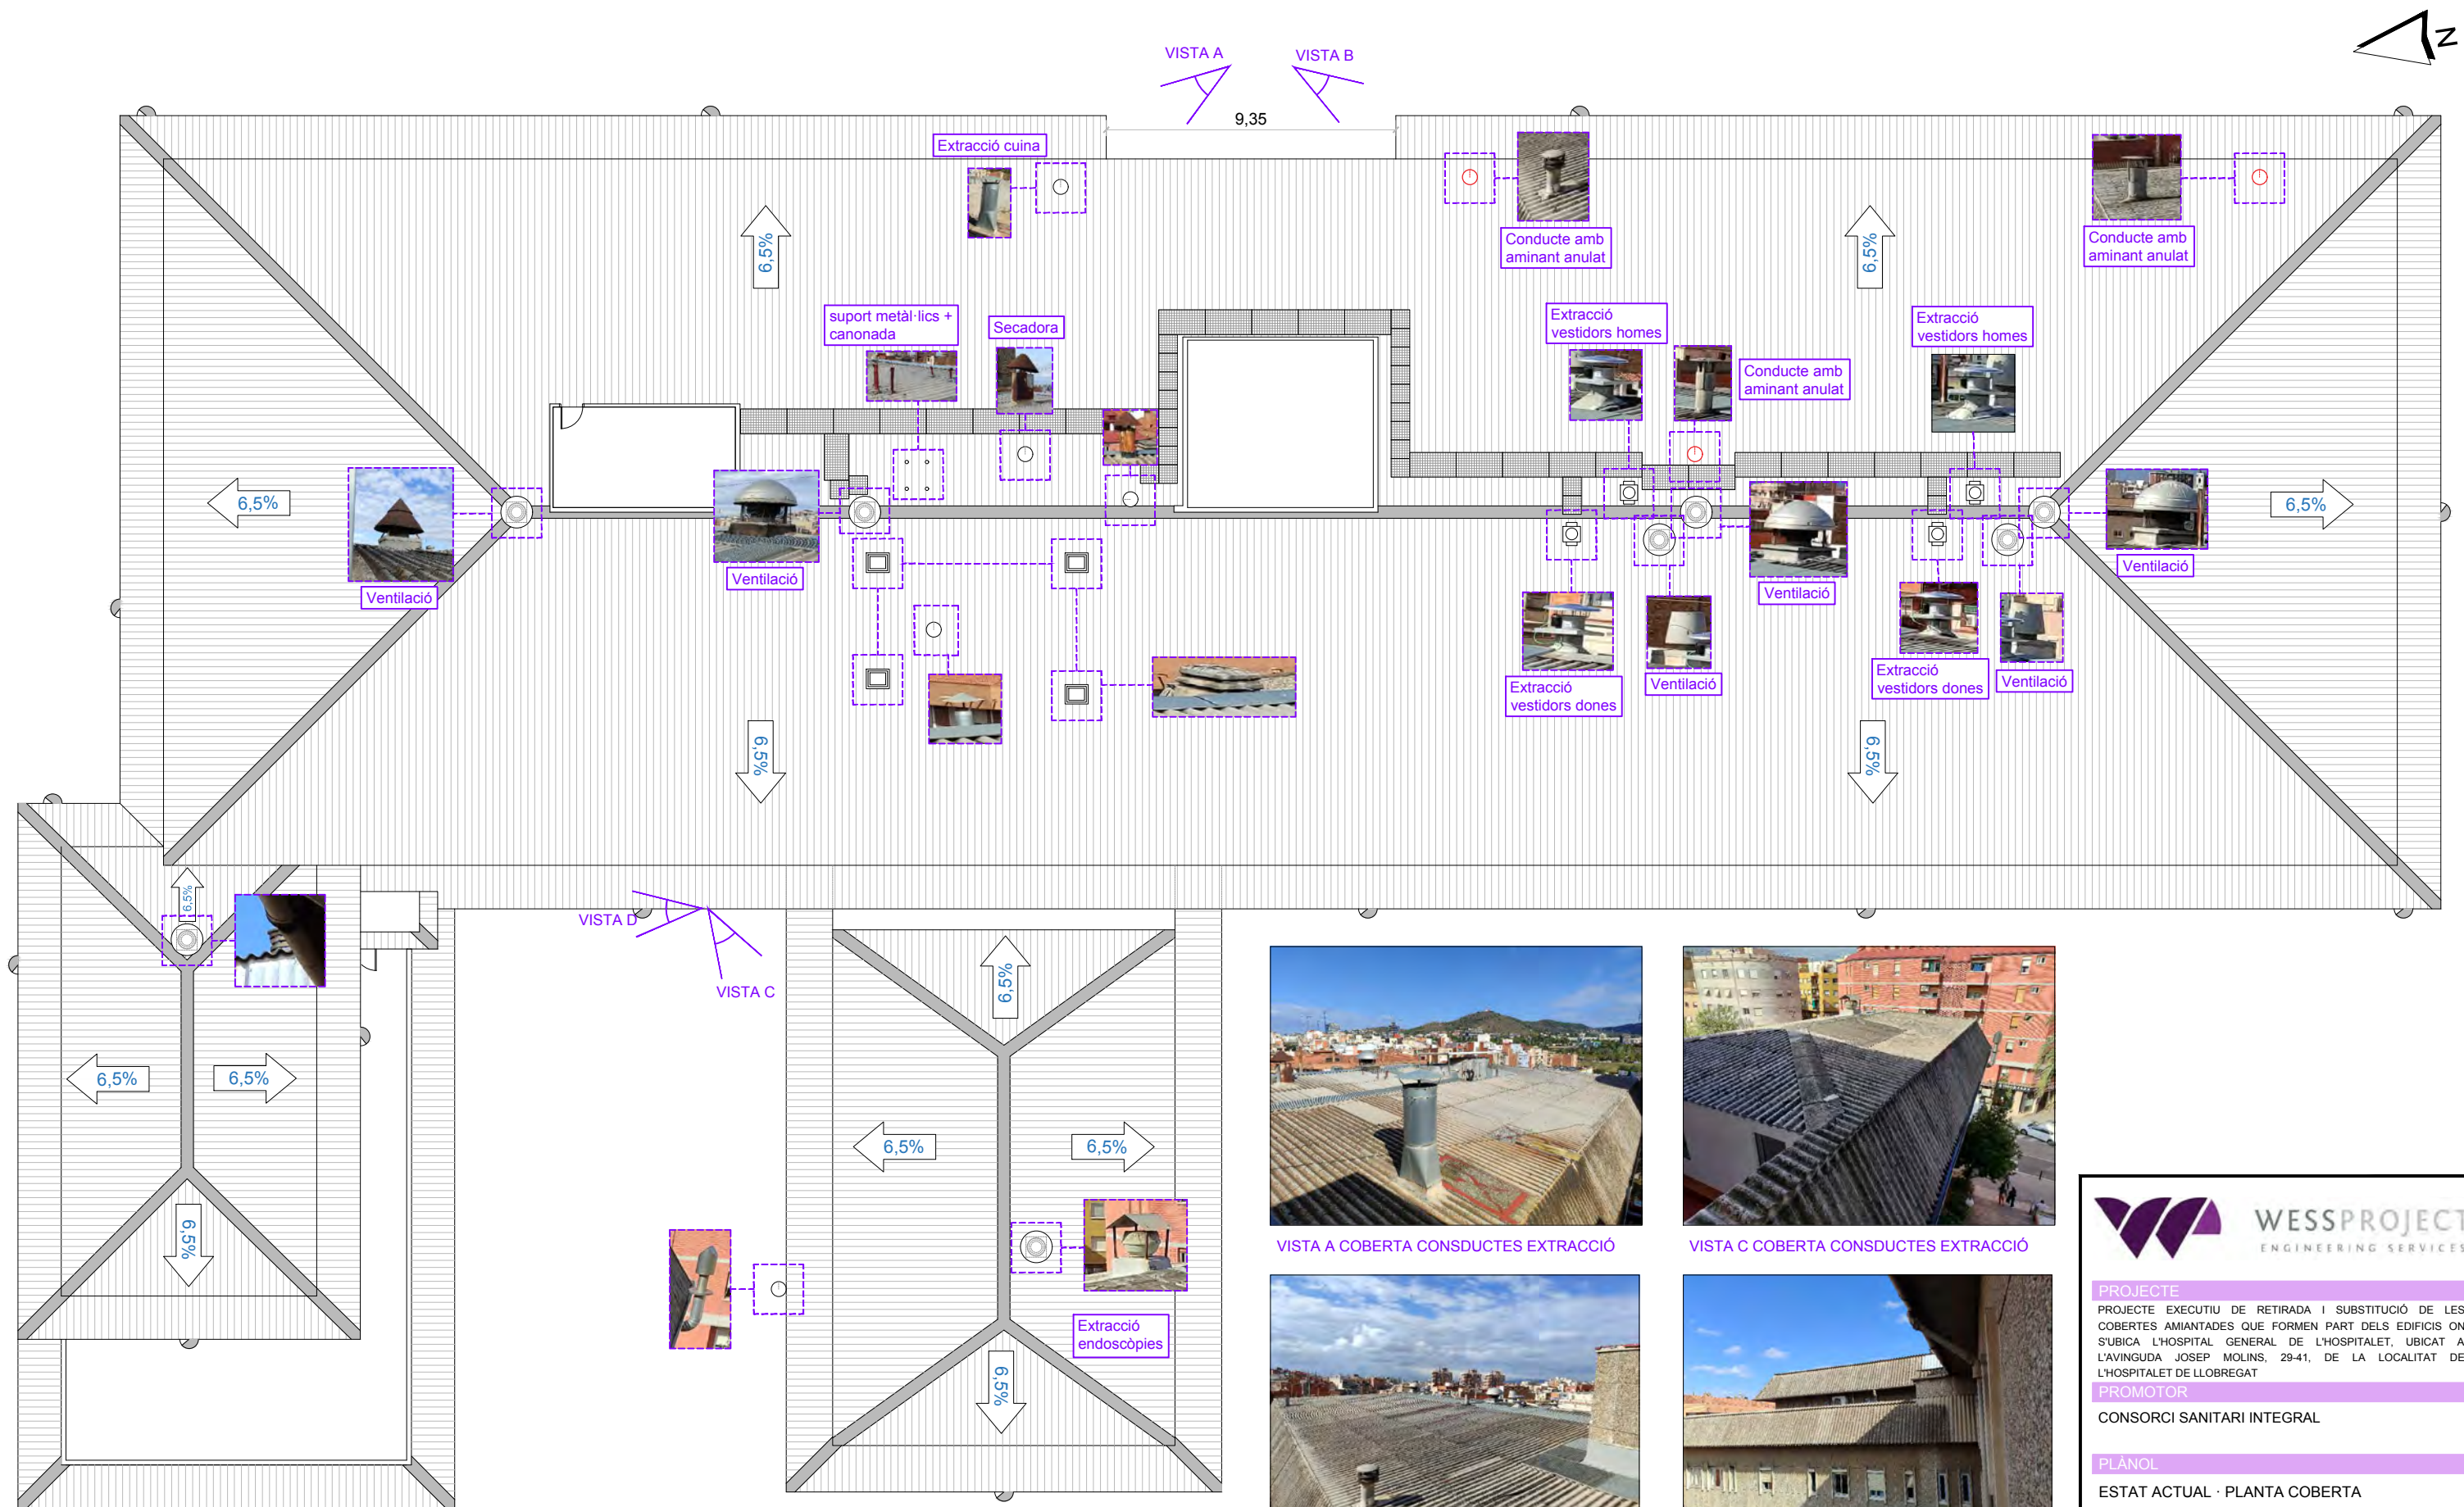 VISTA A
VISTA B
N
9,35
Extracció cuina
6,5%
6,5%
Conducte amb
aminant anulat
Conducte amb
aminant anulat
suport metàl·lics +
canonada
Secadora
Extracció
vestidors homes
Conducte amb
aminant anulat
Extracció
vestidors homes
6,5%
6,5%
Ventilació
Ventilació
Ventilació
Ventilació
Extracció
vestidors dones
Ventilació
Extracció
vestidors dones
Ventilació
6,5%
6,5%
6,5%
VISTA D
VISTA C
6,5%
6,5%
6,5%
6,5%
6,5%
6,5%
Extracció
endoscòpies
6,5%
VISTA A COBERTA CONSDUCTES EXTRACCIÓ
VISTA C COBERTA CONSDUCTES EXTRACCIÓ
6,5%
WESSPROJECT
ENGINEERING SERVICES
PROJECTE
PROJECTE EXECUTIU DE RETIRADA I SUBSTITUCIÓ DE LES
COBERTES AMIANTADES QUE FORMEN PART DELS EDIFICIS ON
S'UBICA L'HOSPITAL GENERAL DE L'HOSPITALET, UBICAT A
L'AVINGUDA JOSEP MOLINS, 29-41, DE LA LOCALITAT DE
L'HOSPITALET DE LLOBREGAT
PROMOTOR
CONSORCI SANITARI INTEGRAL
PLÀNOL
ESTAT ACTUAL · PLANTA COBERTA